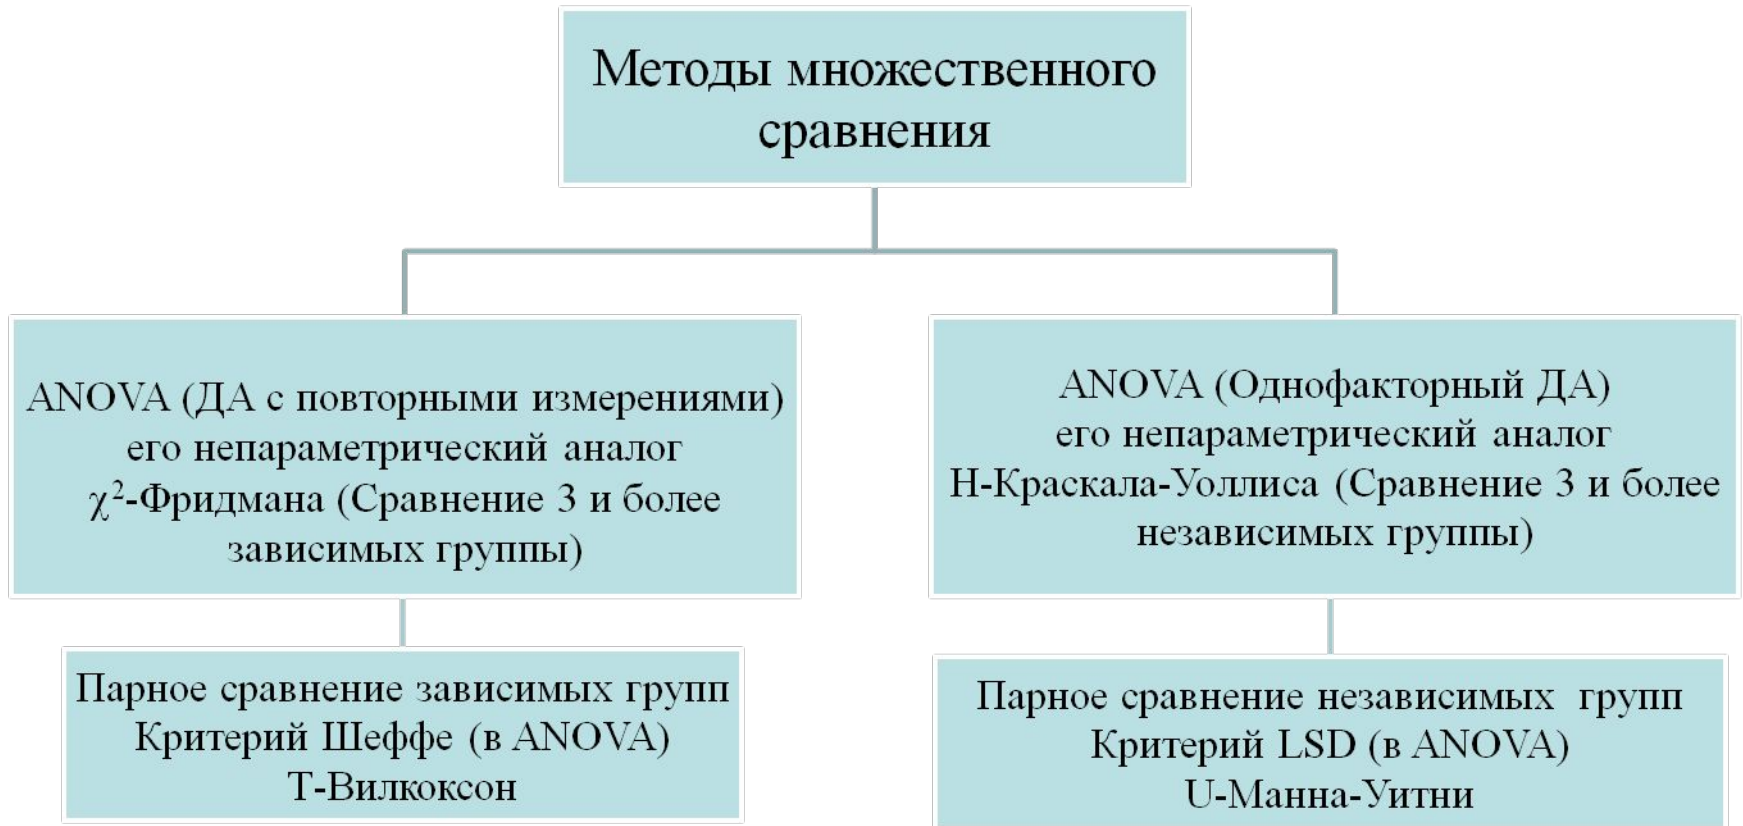 Методы множественного
сравнения
ANOVA (ДА с повторными измерениями)
его непараметрический аналог
χ²-Фридмана (Сравнение 3 и более
зависимых группы)
ANOVA (Однофакторный ДА)
его непараметрический аналог
Н-Краскала-Уоллиса (Сравнение 3 и более
независимых группы)
Парное сравнение зависимых групп
Критерий Шеффе (в ANOVA)
Т-Вилкоксон
Парное сравнение независимых групп
Критерий LSD (в ANOVA)
U-Манна-Уитни